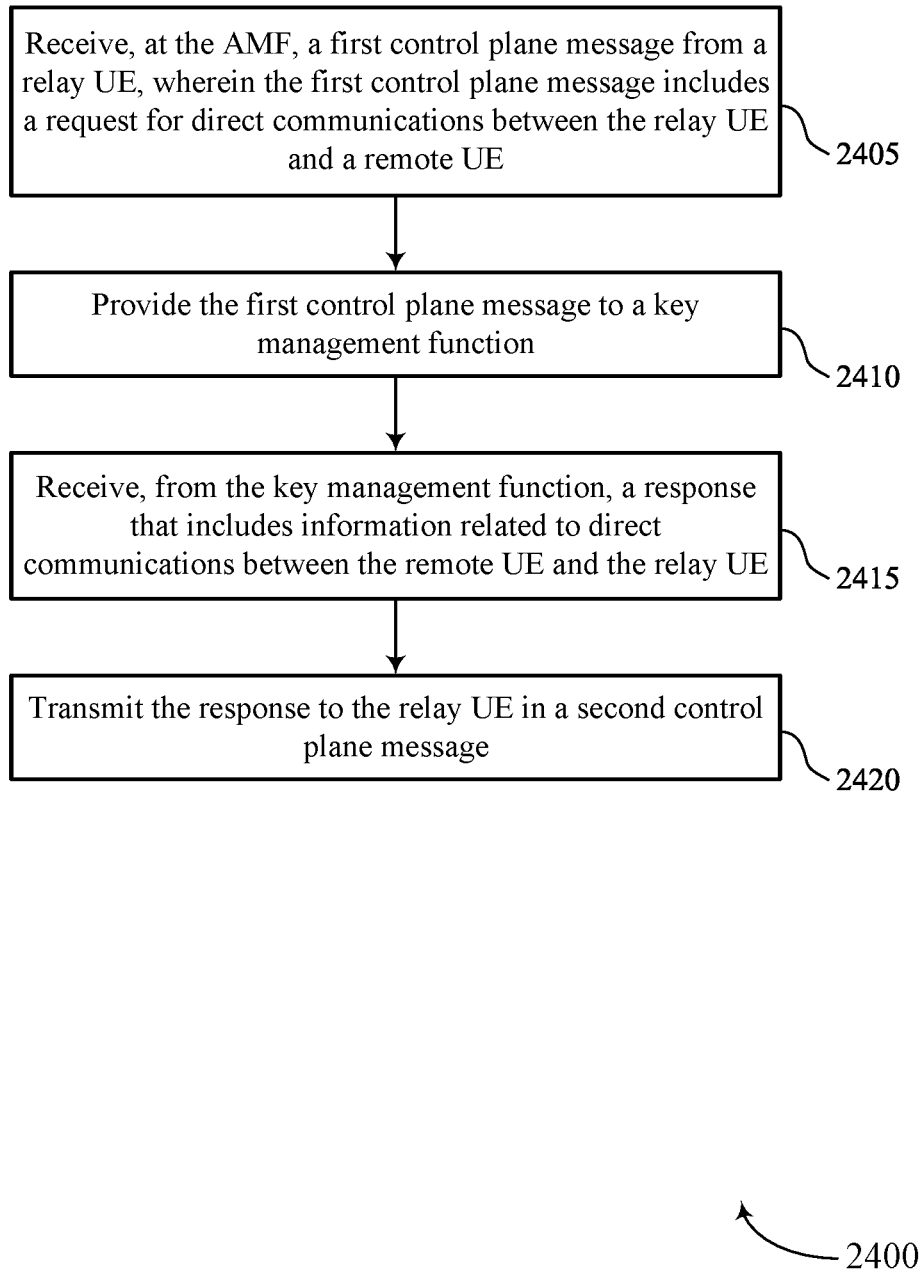 Receive, at the AMF, a first control plane message from a
relay UE, wherein the first control plane message includes
a request for direct communications between the relay UE
and a remote UE
2405
Provide the first control plane message to a key
management function
2410
Receive, from the key management function, a response
that includes information related to direct
communications between the remote UE and the relay UE
2415
Transmit the response to the relay UE in a second control
plane message
2420
2400